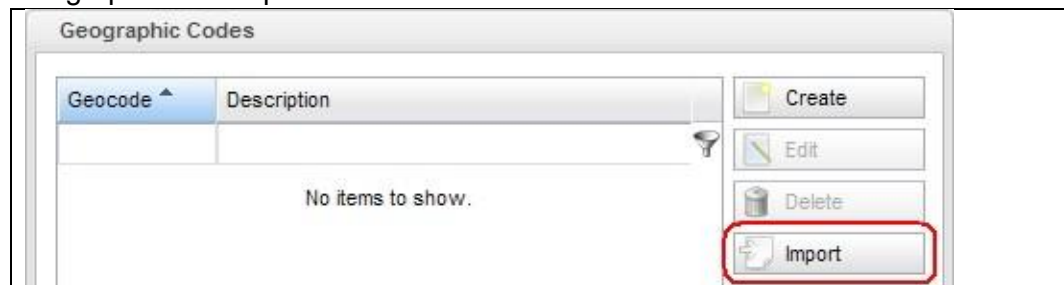 Geographic Codes
Geocode Description
Create
Edit
No items to show.
Delete
Import